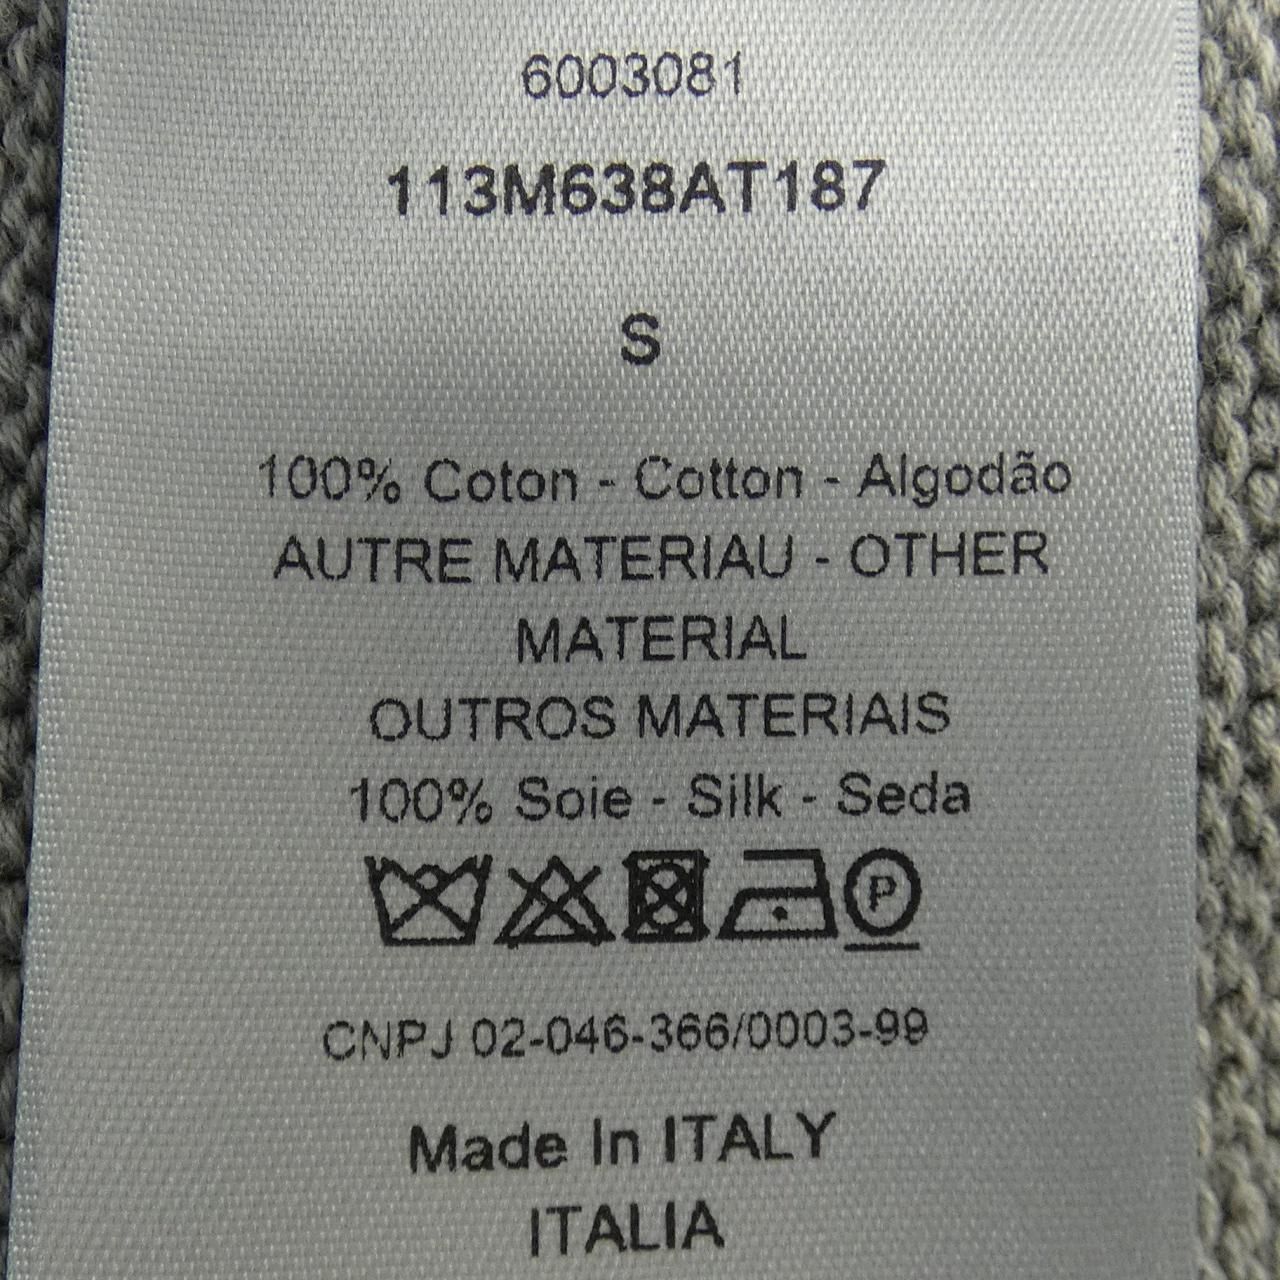 6003081
113M638AT187
S
100% Coton - Cotton - Algodão
AUTRE MATERIAU - OTHER
MATERIAL
OUTROS MATERIAIS
100% Soie - Silk - Seda
P
CNPJ 02-046-366/0003-99
Made In ITALY
ITALIA